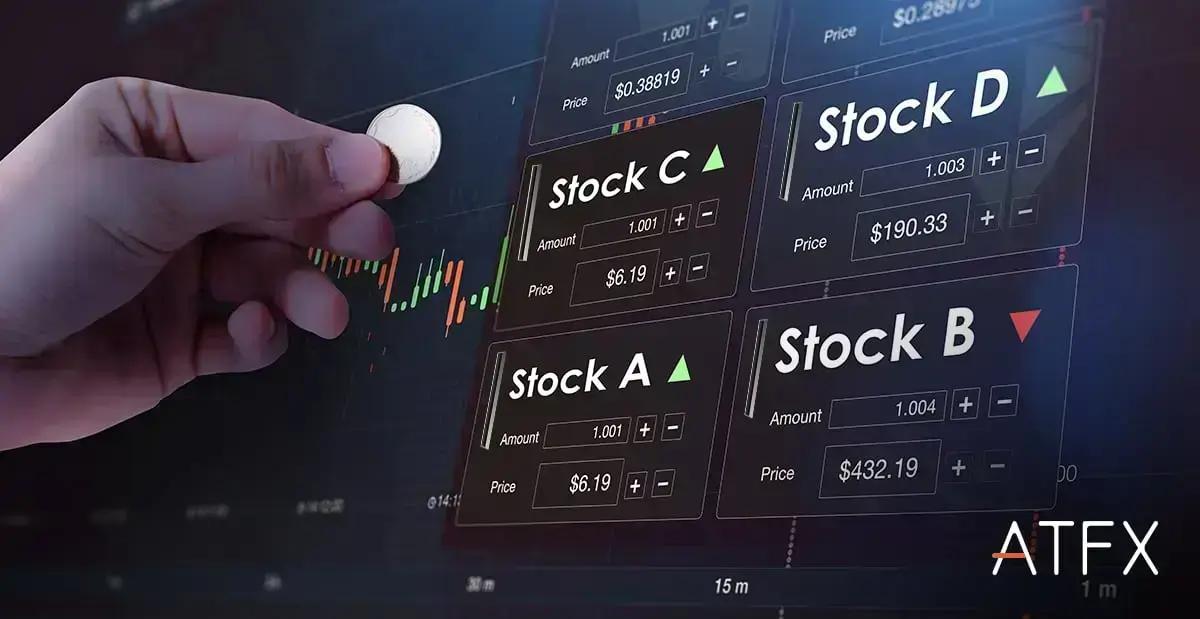 Amount 1.001 + −
Price $0.38819 + −
Price
Stock C
Amount 1.001 + −
Price $6.19 + −
Stock D
Amount 1.003 + −
Price $190.33 + −
Stock A
Amount 1.001 + −
Price $6.19 + −
Stock B
Amount 1.004 + −
Price $432.19 + −
30 m
15 m
1 m
ATFX